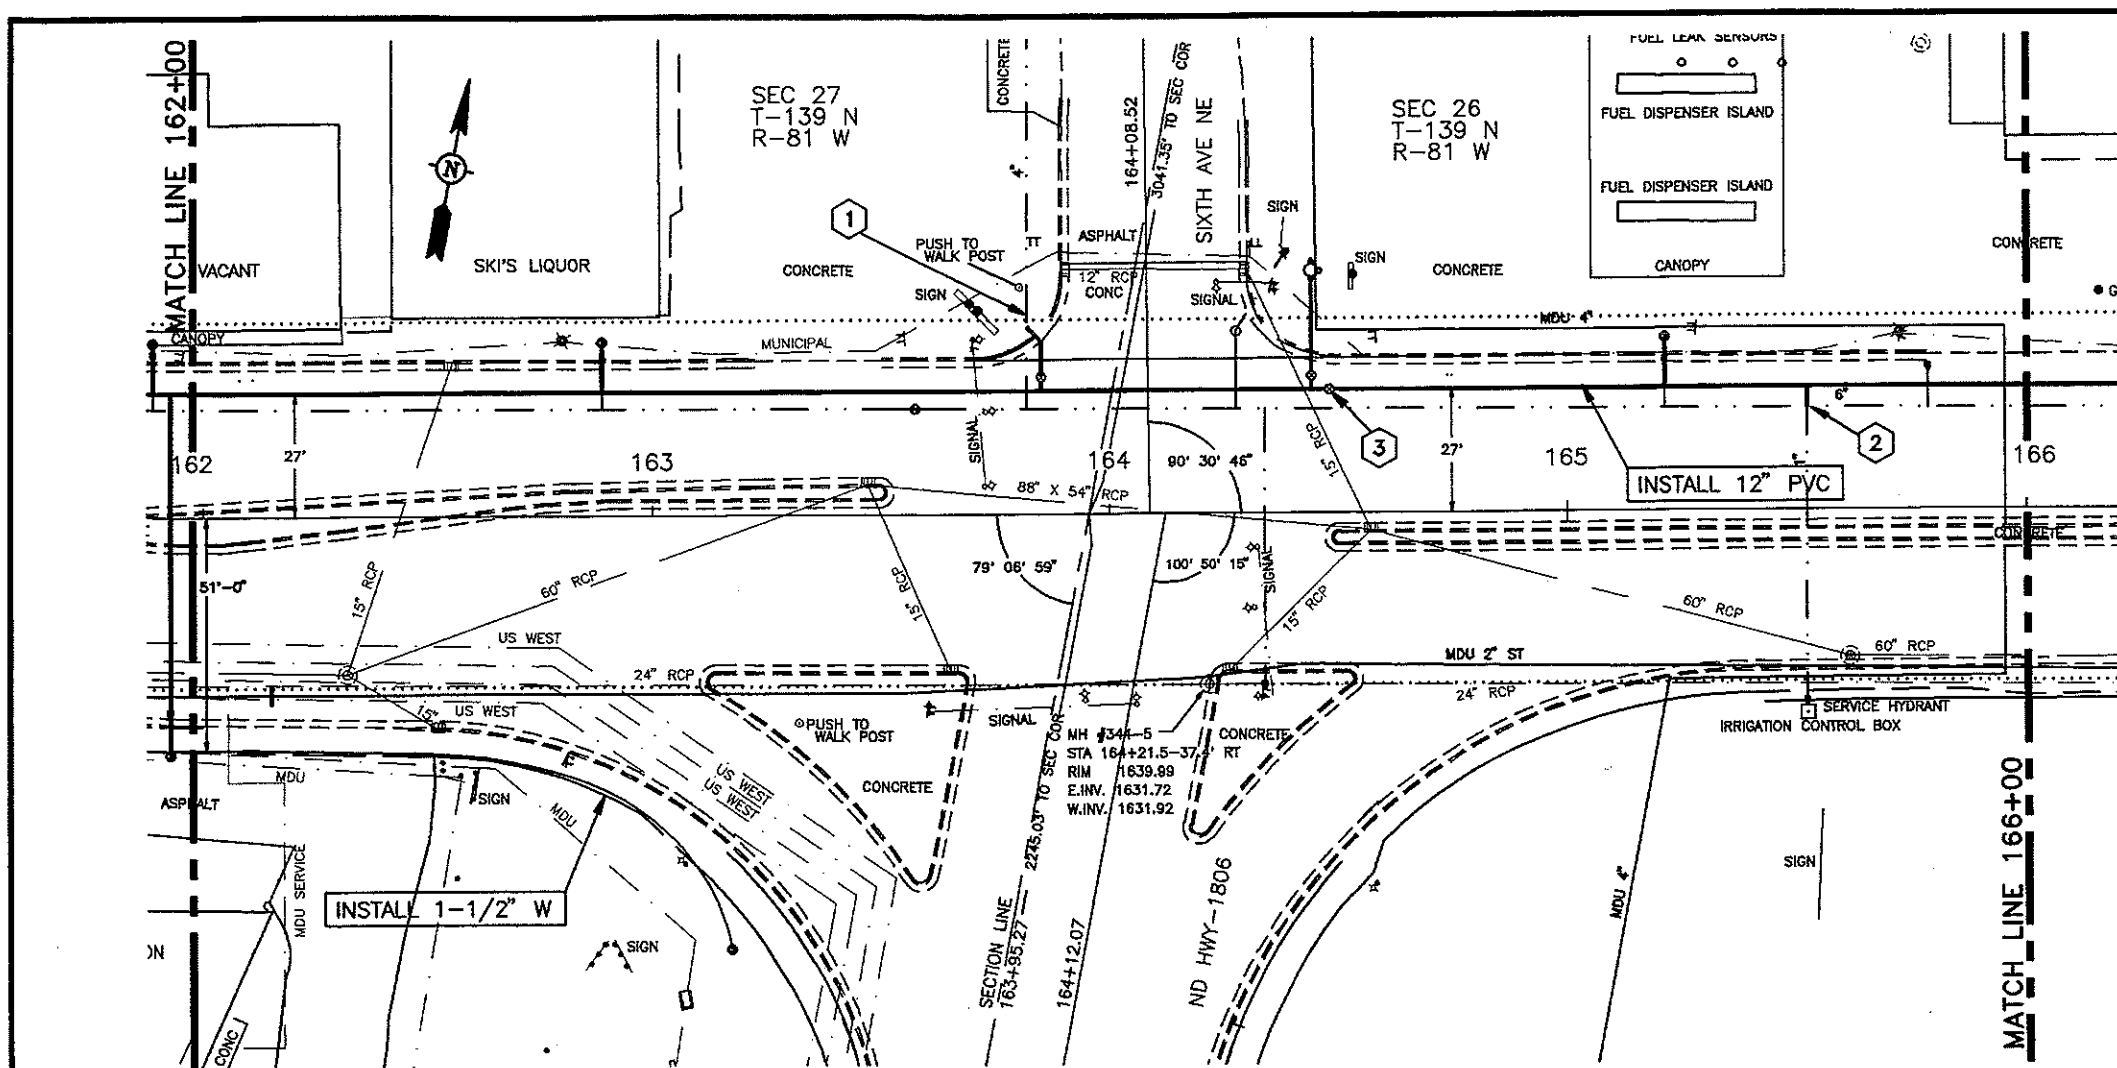 MATCH LINE 162+00
N
VACANT
CANOPY
SKI'S LIQUOR
SEC 27
T-139 N
R-81 W
CONCRETE
CONCRETE
1
PUSH TO
WALK POST
SIGN
MUNICIPAL
4"
TT
ASPHALT
12" RCP
CONC
164+08.52
3041.35' TO SEC COR
SIXTH AVE NE
SIGN
SIGNAL
SIGN
SEC 26
T-139 N
R-81 W
CONCRETE
FUEL LEAK SENSORS
FUEL DISPENSER ISLAND
FUEL DISPENSER ISLAND
CANOPY
CONCRETE
G
MDU 4"
6"
162
27'
163
SIGNAL
164
90' 30' 46"
15" RCP
3
27'
165
INSTALL 12" PVC
2
166
88" X 54" RCP
51'-0"
15" RCP
60" RCP
15" RCP
79' 06' 59"
100' 50' 15"
SIGNAL
15" RCP
60" RCP
CONCRETE
US WEST
24" RCP
MDU 2" ST
60" RCP
24" RCP
US WEST
15"
PUSH TO
WALK POST
SIGNAL
MH #344-5
STA 164+21.5-37.4' RT
RIM 1639.99
E.INV. 1631.72
W.INV. 1631.92
CONCRETE
SERVICE HYDRANT
IRRIGATION CONTROL BOX
MDU
ASPHALT
SIGN
MDU
US WEST
US WEST
CONCRETE
MDU SERVICE
INSTALL 1-1/2" W
SIGN
ON
CONC
SECTION LINE
163+95.27
2245.03' TO SEC COR
164+12.07
ND HWY-1806
MDU 4"
SIGN
MATCH LINE 166+00